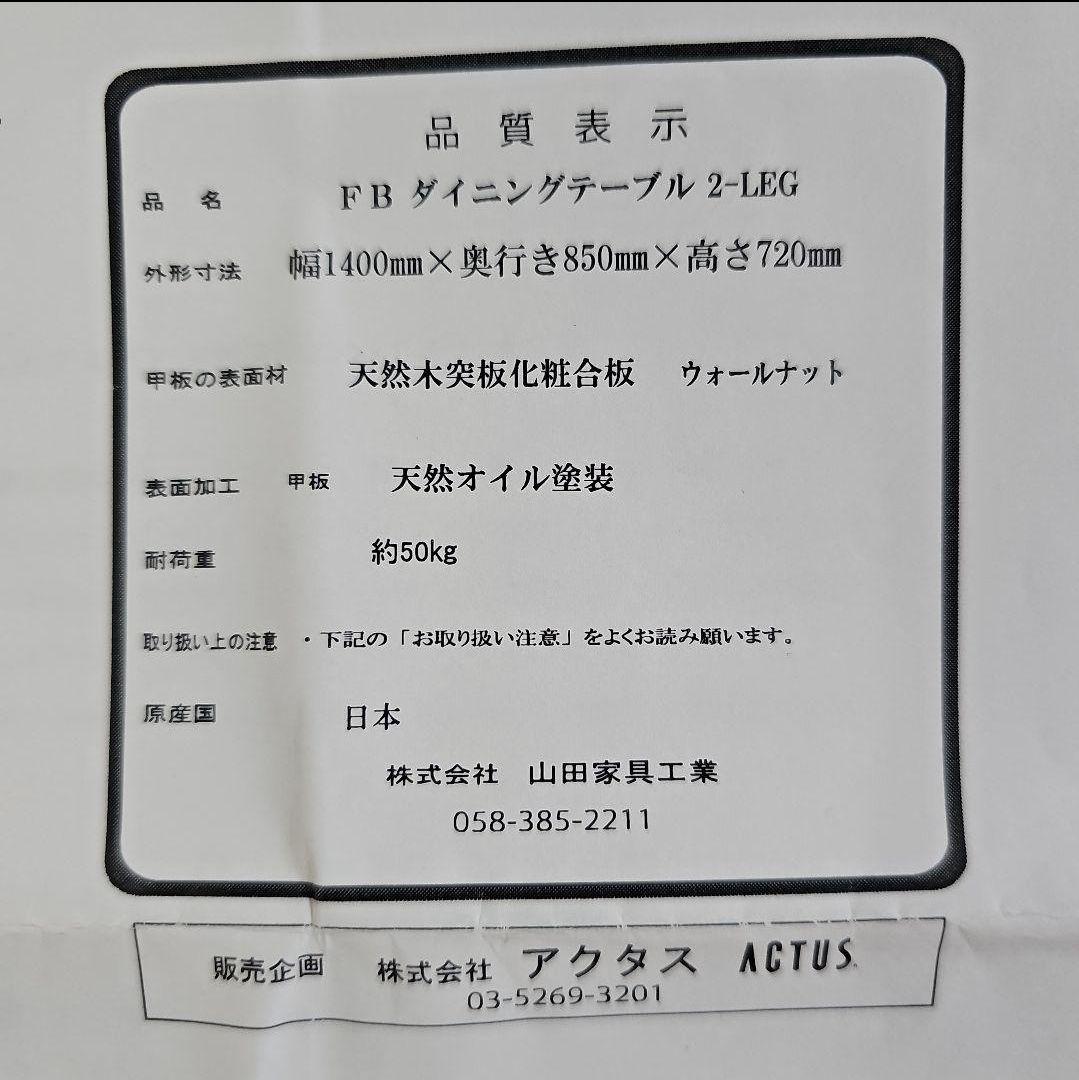 品質表示
品 名 FB ダイニングテーブル 2-LEG
外形寸法 幅1400mm×奥行き850mm×高さ720mm
甲板の表面材 天然木突板化粧合板 ウォールナット
表面加工 甲板 天然オイル塗装
耐荷重 約50kg
取り扱い上の注意 ・下記の「お取り扱い注意」をよくお読み願います。
原産国 日本
株式会社 山田家具工業
058-385-2211
販売企画 株式会社 アクタス ACTUS.
03-5269-3201